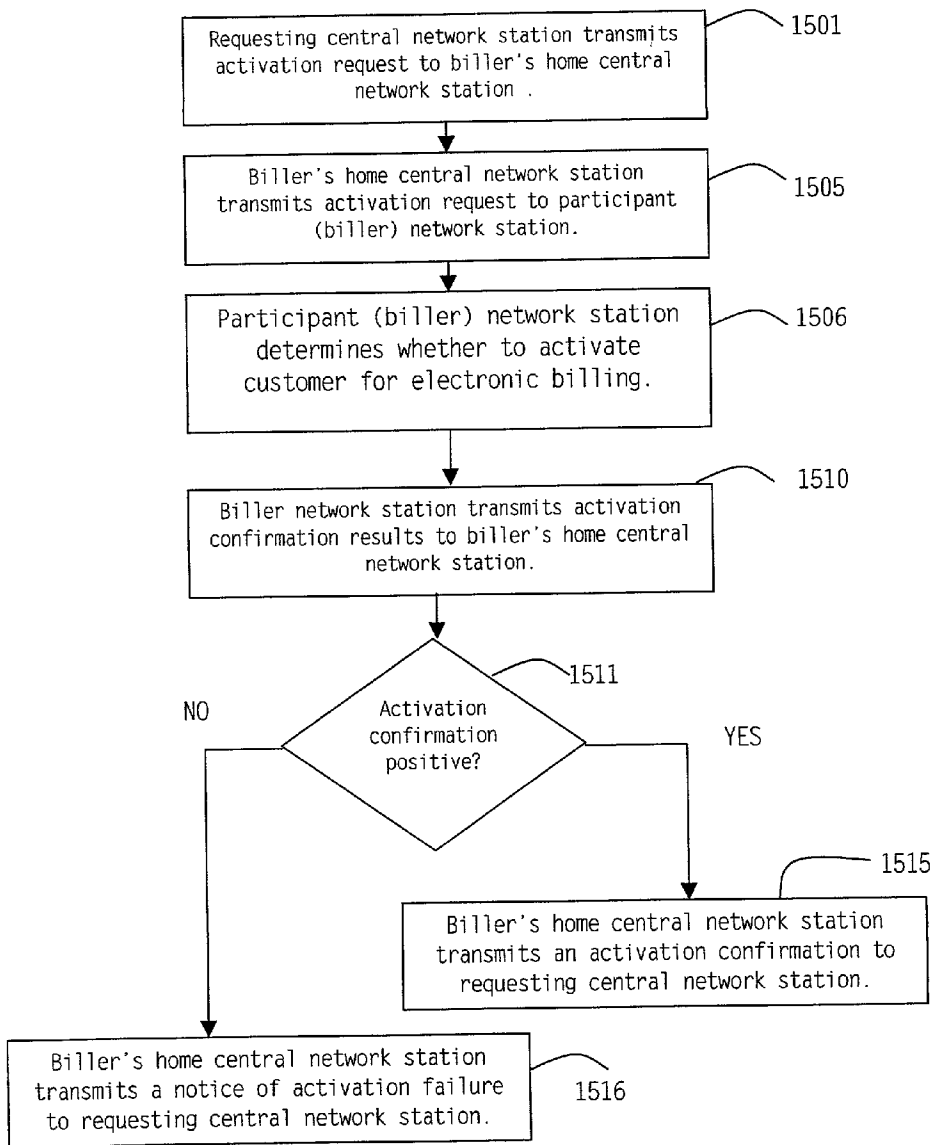 Requesting central network station transmits
activation request to biller's home central
network station .
1501
Biller's home central network station
transmits activation request to participant
(biller) network station.
1505
Participant (biller) network station
determines whether to activate
customer for electronic billing.
1506
Biller network station transmits activation
confirmation results to biller's home central
network station.
1510
Activation
confirmation
positive?
1511
NO
YES
Biller's home central network station
transmits an activation confirmation to
requesting central network station.
1515
Biller's home central network station
transmits a notice of activation failure
to requesting central network station.
1516